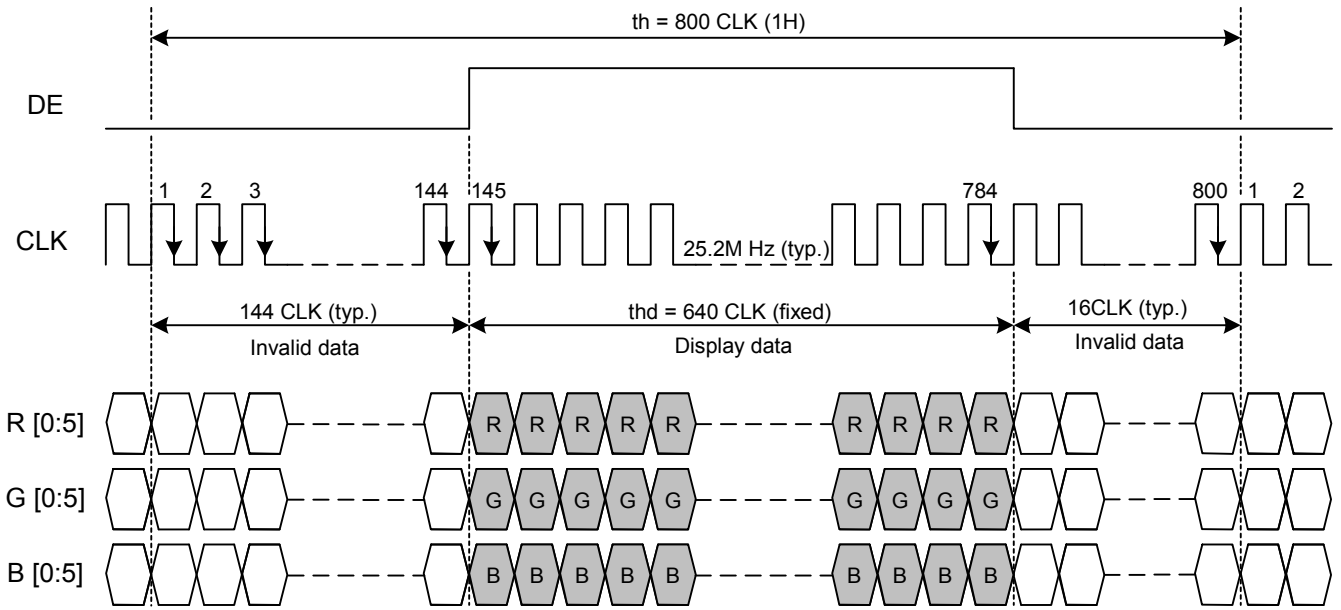 th = 800 CLK (1H)
DE
1 2 3 144 145 784 800 1 2
CLK
25.2M Hz (typ.)
144 CLK (typ.) thd = 640 CLK (fixed) 16CLK (typ.)
Invalid data Display data Invalid data
R [0:5] R R R R R R R R R
G [0:5] G G G G G G G G G
B [0:5] B B B B B B B B B